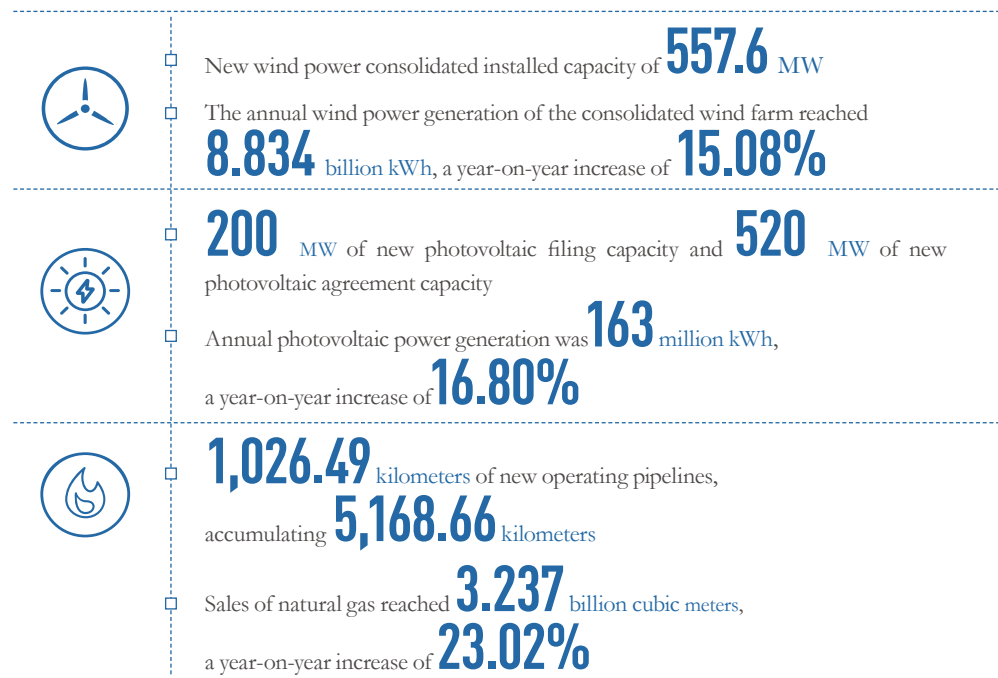 New wind power consolidated installed capacity of 557.6 MW
The annual wind power generation of the consolidated wind farm reached
8.834 billion kWh, a year-on-year increase of 15.08%
200 MW of new photovoltaic filing capacity and 520 MW of new
photovoltaic agreement capacity
Annual photovoltaic power generation was 163 million kWh,
a year-on-year increase of 16.80%
1,026.49 kilometers of new operating pipelines,
accumulating 5,168.66 kilometers
Sales of natural gas reached 3.237 billion cubic meters,
a year-on-year increase of 23.02%